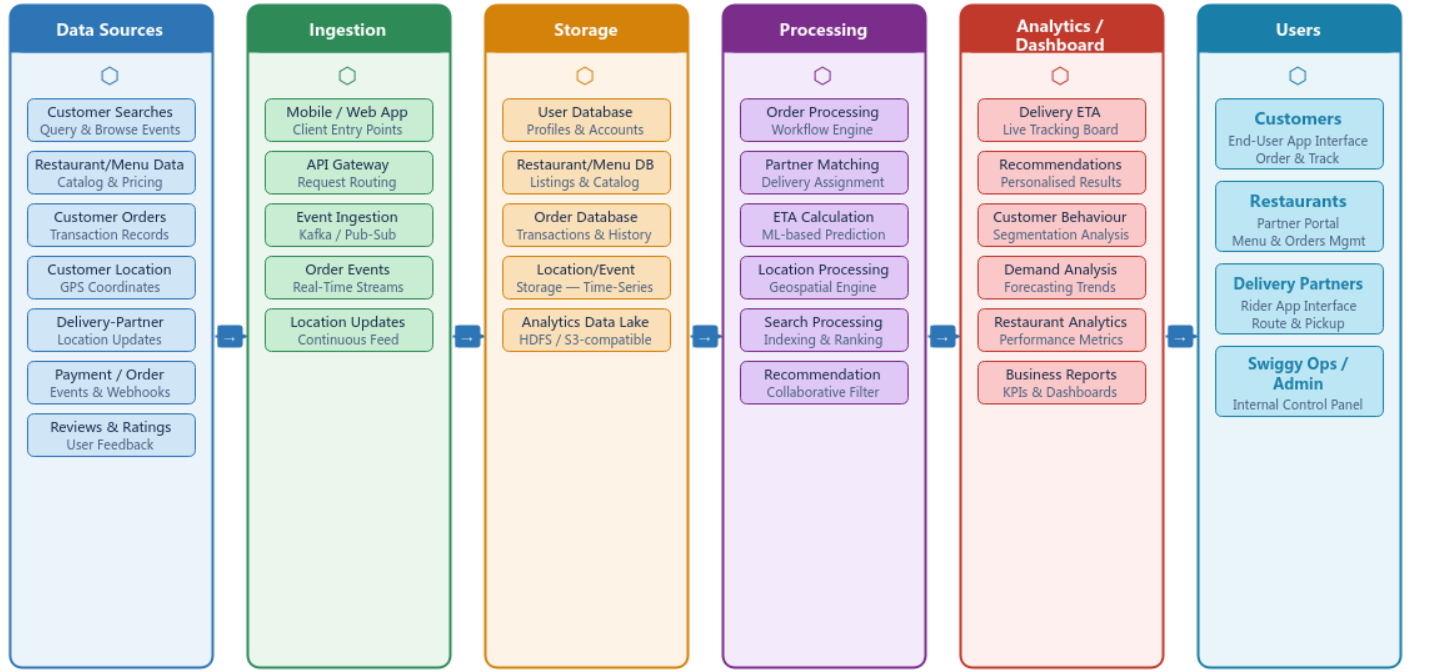 Data Sources
Customer Searches
Query & Browse Events
Restaurant/Menu Data
Catalog & Pricing
Customer Orders
Transaction Records
Customer Location
GPS Coordinates
Delivery-Partner
Location Updates
Payment / Order
Events & Webhooks
Reviews & Ratings
User Feedback
→
Ingestion
Mobile / Web App
Client Entry Points
API Gateway
Request Routing
Event Ingestion
Kafka / Pub-Sub
Order Events
Real-Time Streams
Location Updates
Continuous Feed
→
Storage
User Database
Profiles & Accounts
Restaurant/Menu DB
Listings & Catalog
Order Database
Transactions & History
Location/Event
Storage — Time-Series
Analytics Data Lake
HDFS / S3-compatible
→
Processing
Order Processing
Workflow Engine
Partner Matching
Delivery Assignment
ETA Calculation
ML-based Prediction
Location Processing
Geospatial Engine
Search Processing
Indexing & Ranking
Recommendation
Collaborative Filter
→
Analytics /
Dashboard
Delivery ETA
Live Tracking Board
Recommendations
Personalised Results
Customer Behaviour
Segmentation Analysis
Demand Analysis
Forecasting Trends
Restaurant Analytics
Performance Metrics
Business Reports
KPIs & Dashboards
→
Users
Customers
End-User App Interface
Order & Track
Restaurants
Partner Portal
Menu & Orders Mgmt
Delivery Partners
Rider App Interface
Route & Pickup
Swiggy Ops /
Admin
Internal Control Panel